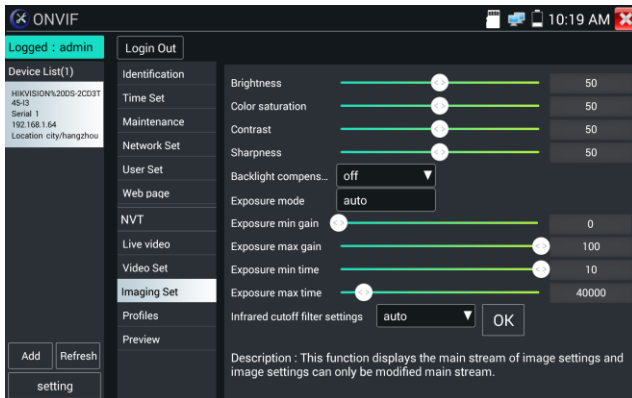 ONVIF
10:19 AM
Logged : admin
Login Out
Device List(1)
HIKVISION%20DS-2CD3T
45-I3
Serial 1
192.168.1.64
Location city/hangzhou
Identification
Time Set
Maintenance
Network Set
User Set
Web page
NVT
Live video
Video Set
Imaging Set
Profiles
Preview
Brightness 50
Color saturation 50
Contrast 50
Sharpness 50
Backlight compens... off
Exposure mode auto
Exposure min gain 0
Exposure max gain 100
Exposure min time 10
Exposure max time 40000
Infrared cutoff filter settings auto OK
Description : This function displays the main stream of image settings and
image settings can only be modified main stream.
Add Refresh
setting